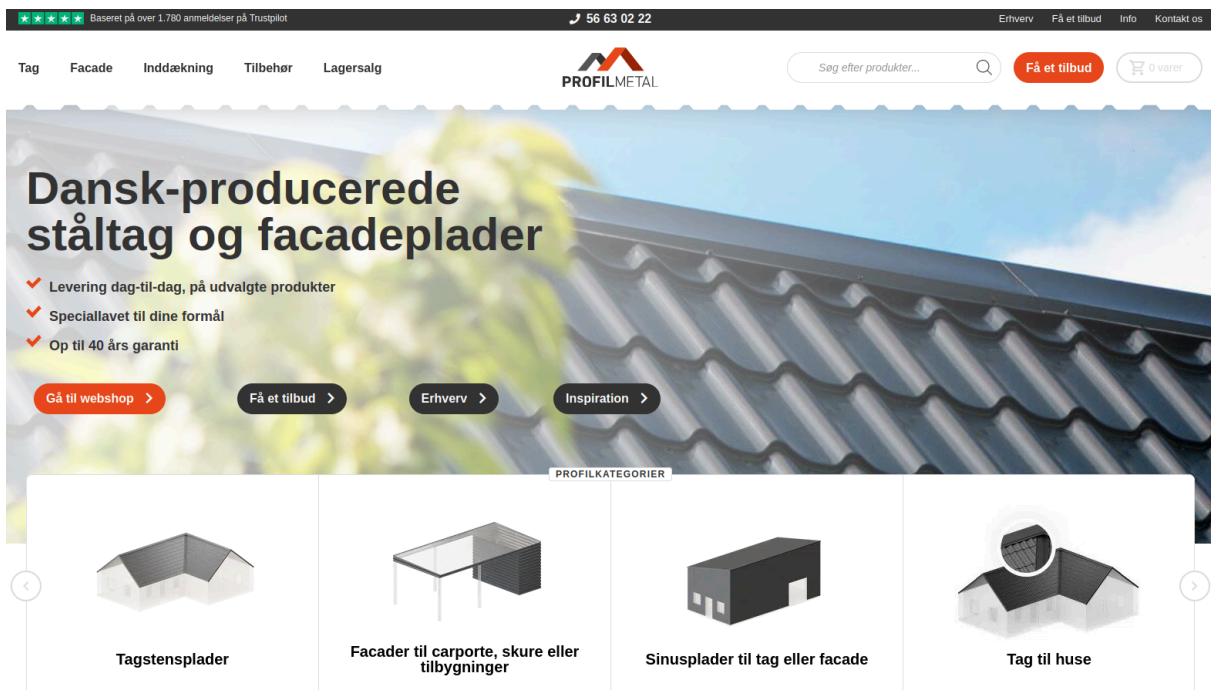 Baseret på over 1.780 anmeldelser på Trustpilot
56 63 02 22
Erhverv Få et tilbud Info Kontakt os
Tag Facade Inddækning Tilbehør Lagersalg
PROFILMETAL
Søg efter produkter...
Få et tilbud
0 varer
Dansk-producerede
ståltag og facadeplader
Levering dag-til-dag, på udvalgte produkter
Speciallavet til dine formål
Op til 40 års garanti
Gå til webshop
Få et tilbud
Erhverv
Inspiration
PROFILKATEGORIER
Tagstensplader
Facader til carporte, skure eller
tilbygninger
Sinusplader til tag eller facade
Tag til huse